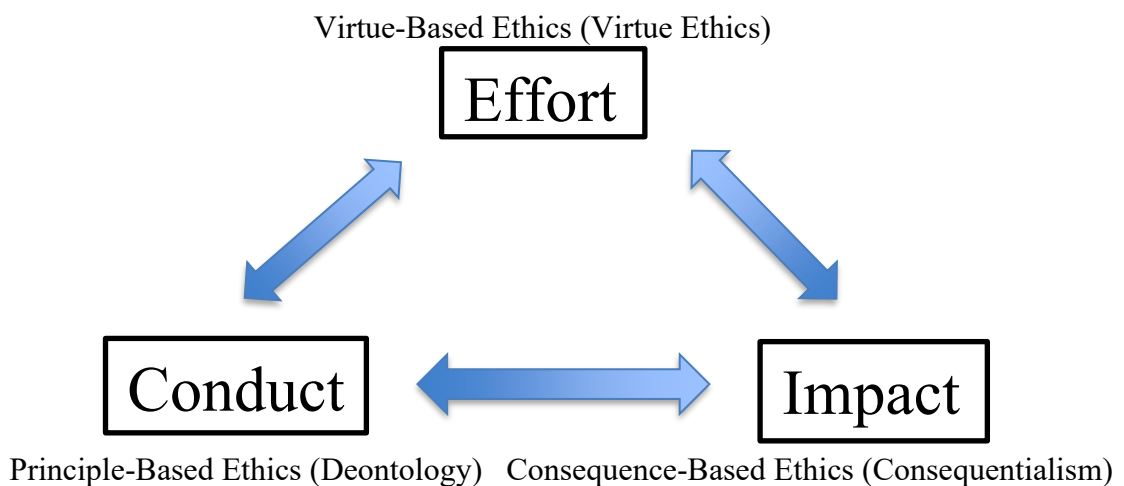 Virtue-Based Ethics (Virtue Ethics)
Effort
Conduct
Impact
Principle-Based Ethics (Deontology)
Consequence-Based Ethics (Consequentialism)